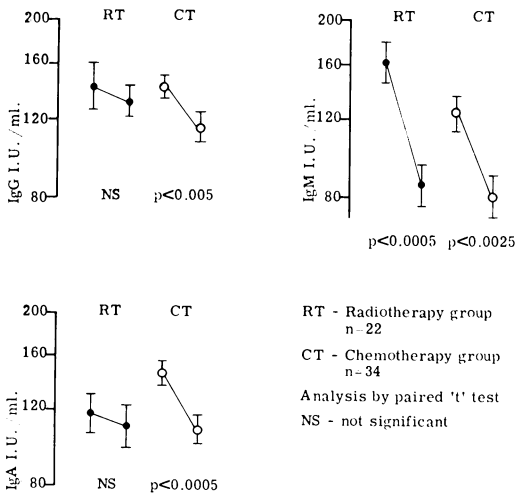 RT CT
200
160
120
80
IgG I.U./ml.
NS p<0.005
RT CT
200
160
120
80
IgM I.U./ml.
p<0.0005 p<0.0025
RT CT
200
160
120
80
IgA I.U./ml.
NS p<0.0005
RT - Radiotherapy group
n-22
CT - Chemotherapy group
n-34
Analysis by paired 't' test
NS - not significant